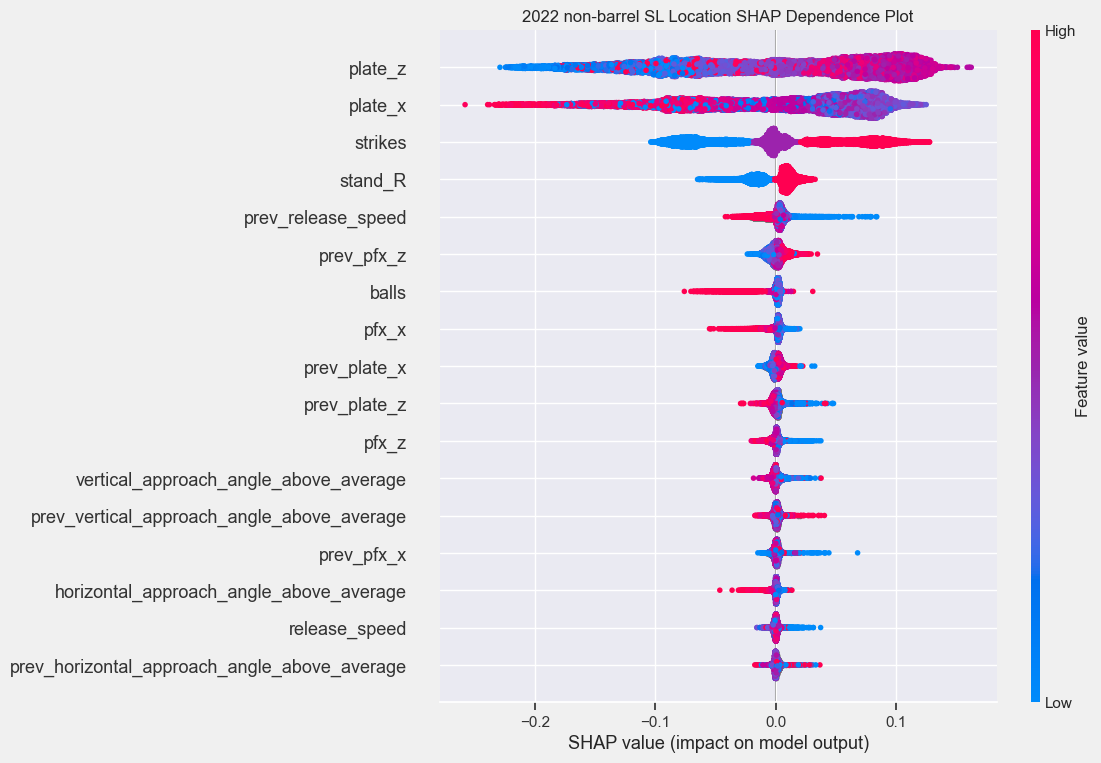 2022 non-barrel SL Location SHAP Dependence Plot
High
plate_z
plate_x
strikes
stand_R
prev_release_speed
prev_pfx_z
balls
pfx_x
prev_plate_x
prev_plate_z
pfx_z
vertical_approach_angle_above_average
prev_vertical_approach_angle_above_average
prev_pfx_x
horizontal_approach_angle_above_average
release_speed
prev_horizontal_approach_angle_above_average
Feature value
Low
−0.2
−0.1
0.0
0.1
SHAP value (impact on model output)